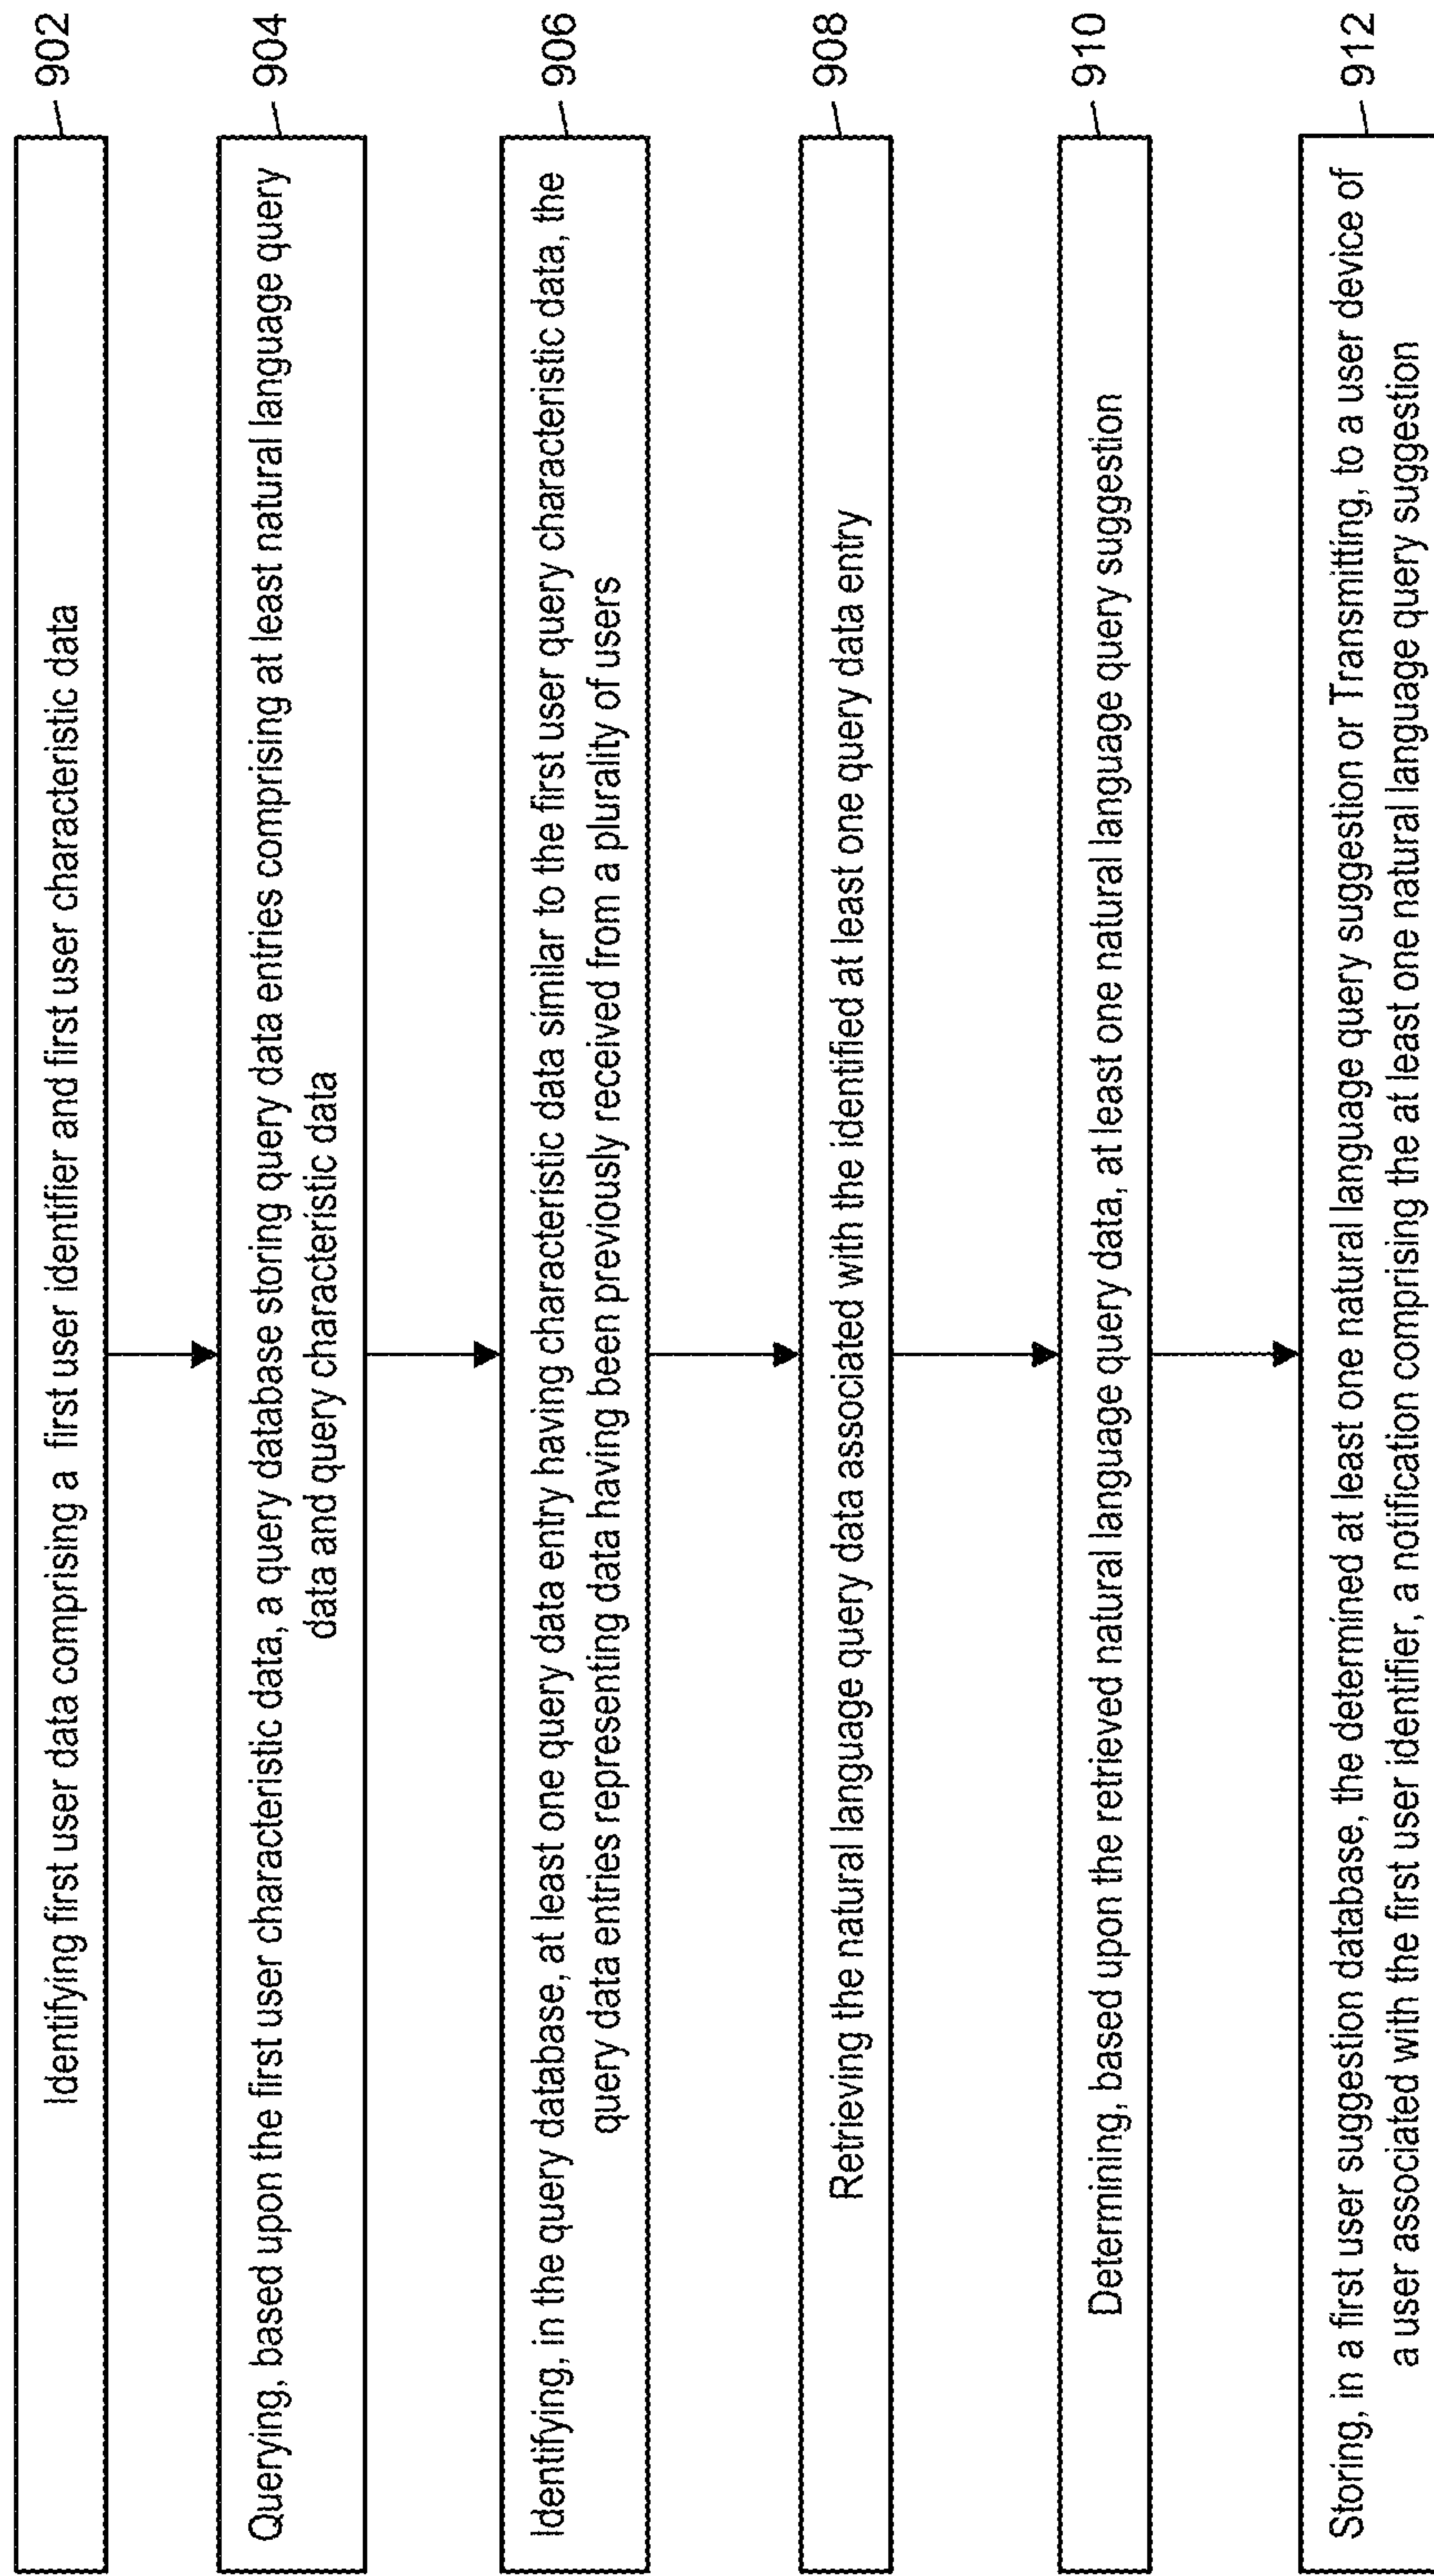 Identifying first user data comprising a first user identifier and first user characteristic data
902
Querying, based upon the first user characteristic data, a query database storing query data entries comprising at least natural language query
data and query characteristic data
904
Identifying, in the query database, at least one query data entry having characteristic data similar to the first user query characteristic data, the
query data entries representing data having been previously received from a plurality of users
906
Retrieving the natural language query data associated with the identified at least one query data entry
908
Determining, based upon the retrieved natural language query data, at least one natural language query suggestion
910
Storing, in a first user suggestion database, the determined at least one natural language query suggestion or Transmitting, to a user device of
a user associated with the first user identifier, a notification comprising the at least one natural language query suggestion
912